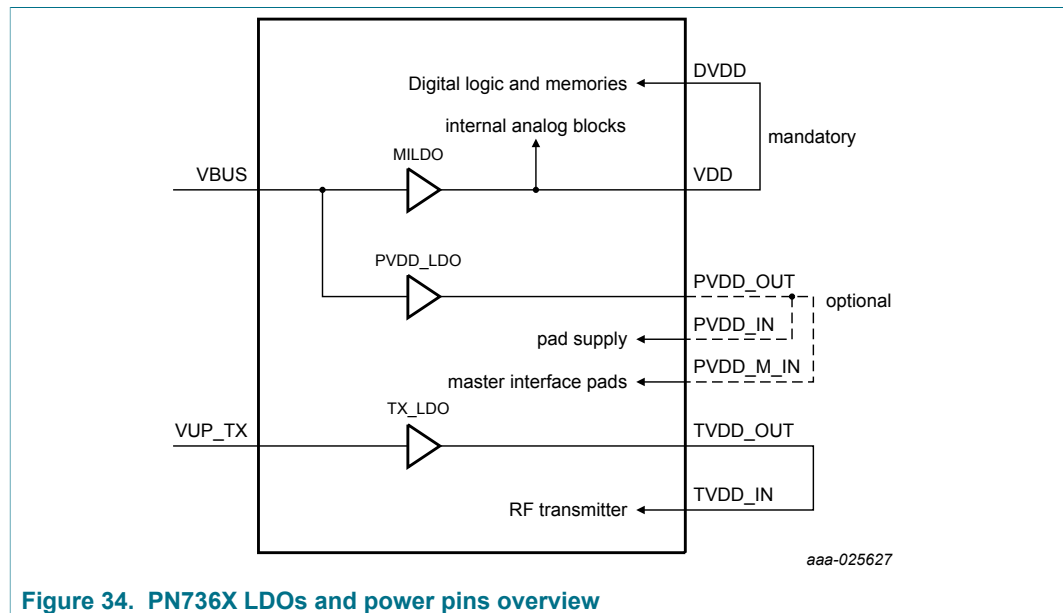 DVDD
Digital logic and memories
internal analog blocks
mandatory
MILDO
VBUS
VDD
PVDD_LDO
PVDD_OUT
optional
PVDD_IN
pad supply
PVDD_M_IN
master interface pads
TX_LDO
VUP_TX
TVDD_OUT
TVDD_IN
RF transmitter
aaa-025627
Figure 34. PN736X LDOs and power pins overview